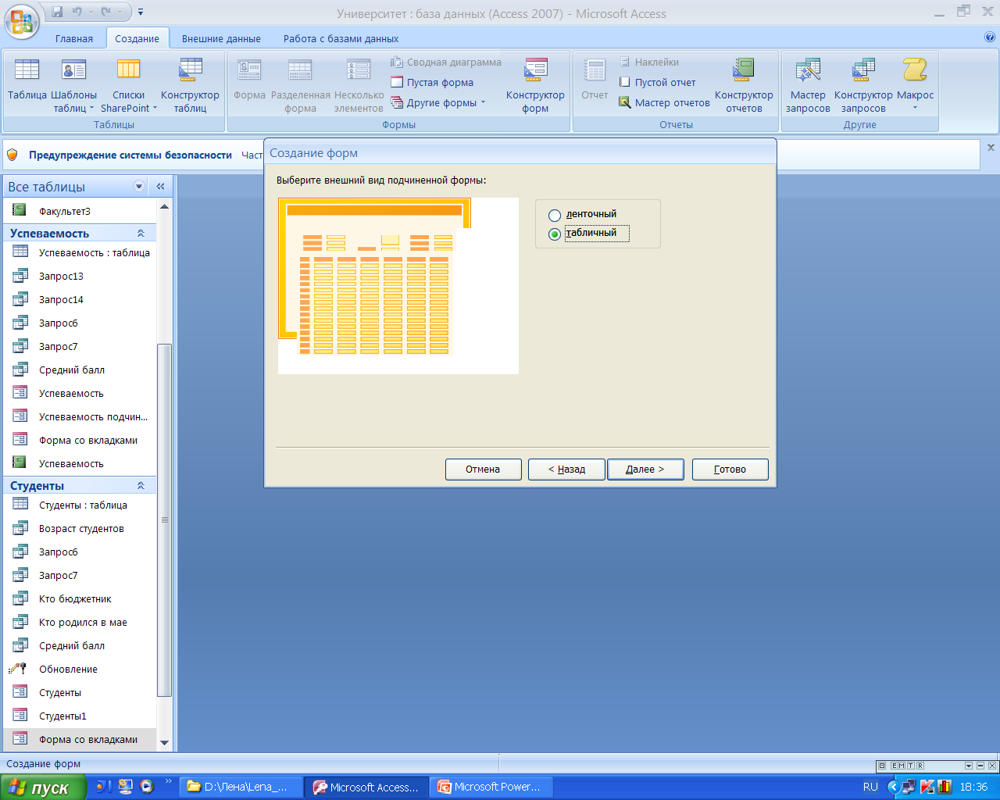 Университет : база данных (Access 2007) - Microsoft Access
Главная Создание Внешние данные Работа с базами данных
Таблица
Шаблоны таблиц
Списки SharePoint
Конструктор таблиц
Таблицы
Форма
Разделенная форма
Несколько элементов
Сводная диаграмма
Пустая форма
Другие формы
Конструктор форм
Формы
Отчет
Наклейки
Пустой отчет
Мастер отчетов
Конструктор отчетов
Отчеты
Мастер запросов
Конструктор запросов
Макрос
Другие
Предупреждение системы безопасности Част
Все таблицы
Факультет3
Успеваемость
Успеваемость : таблица
Запрос13
Запрос14
Запрос6
Запрос7
Средний балл
Успеваемость
Успеваемость подчин...
Форма со вкладками
Успеваемость
Студенты
Студенты : таблица
Возраст студентов
Запрос6
Запрос7
Кто бюджетник
Кто родился в мае
Средний балл
Обновление
Студенты
Студенты1
Форма со вкладками
Создание форм
Выберите внешний вид подчиненной формы:
ленточный
табличный
Отмена < Назад Далее > Готово
Создание форм
EMTR
пуск
D:\Лена\Lena_...
Microsoft Access...
Microsoft Power...
RU
18:36